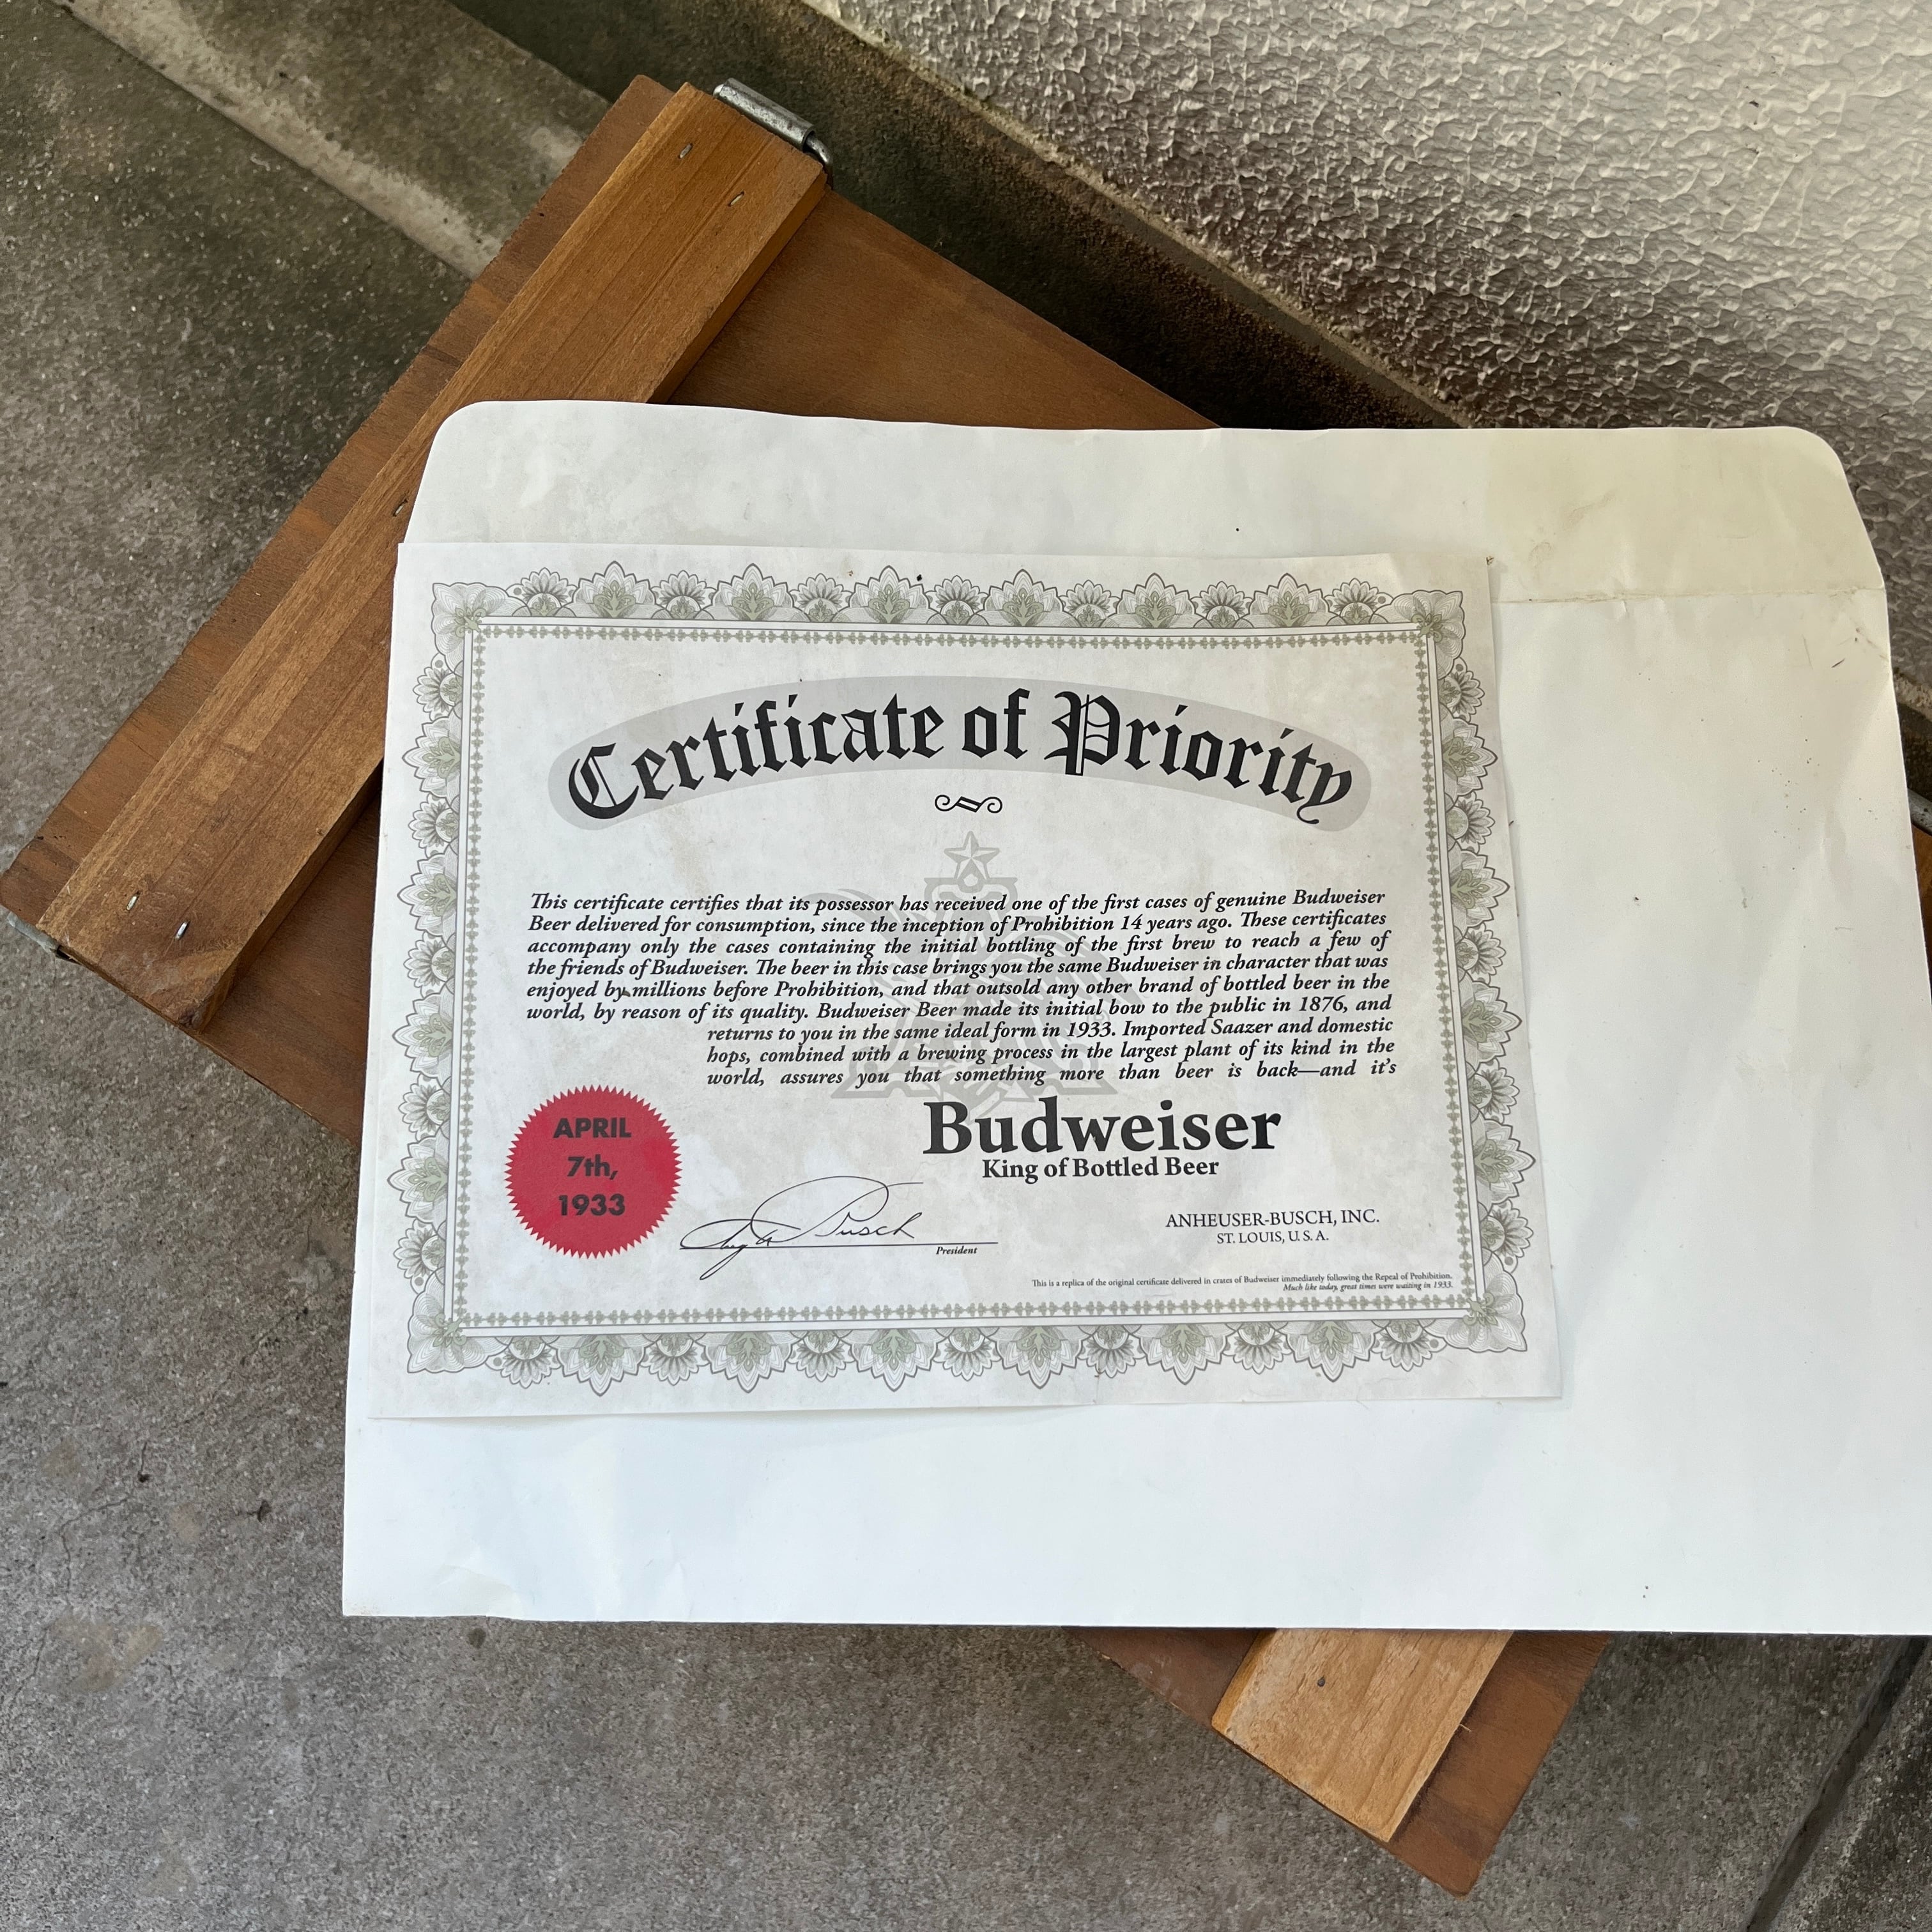 Certificate of Priority
This certificate certifies that its possessor has received one of the first cases of genuine Budweiser
Beer delivered for consumption, since the inception of Prohibition 14 years ago. These certificates
accompany only the cases containing the initial bottling of the first brew to reach a few of
the friends of Budweiser. The beer in this case brings you the same Budweiser in character that was
enjoyed by millions before Prohibition, and that outsold any other brand of bottled beer in the
world, by reason of its quality. Budweiser Beer made its initial bow to the public in 1876, and
returns to you in the same ideal form in 1933. Imported Saazer and domestic
hops, combined with a brewing process in the largest plant of its kind in the
world, assures you that something more than beer is back—and it's
Budweiser
King of Bottled Beer
APRIL
7th,
1933
Aug A Busch
President
ANHEUSER-BUSCH, INC.
ST. LOUIS, U. S. A.
This is a replica of the original certificate delivered in crates of Budweiser immediately following the Repeal of Prohibition.
Much like today, great times were waiting in 1933.